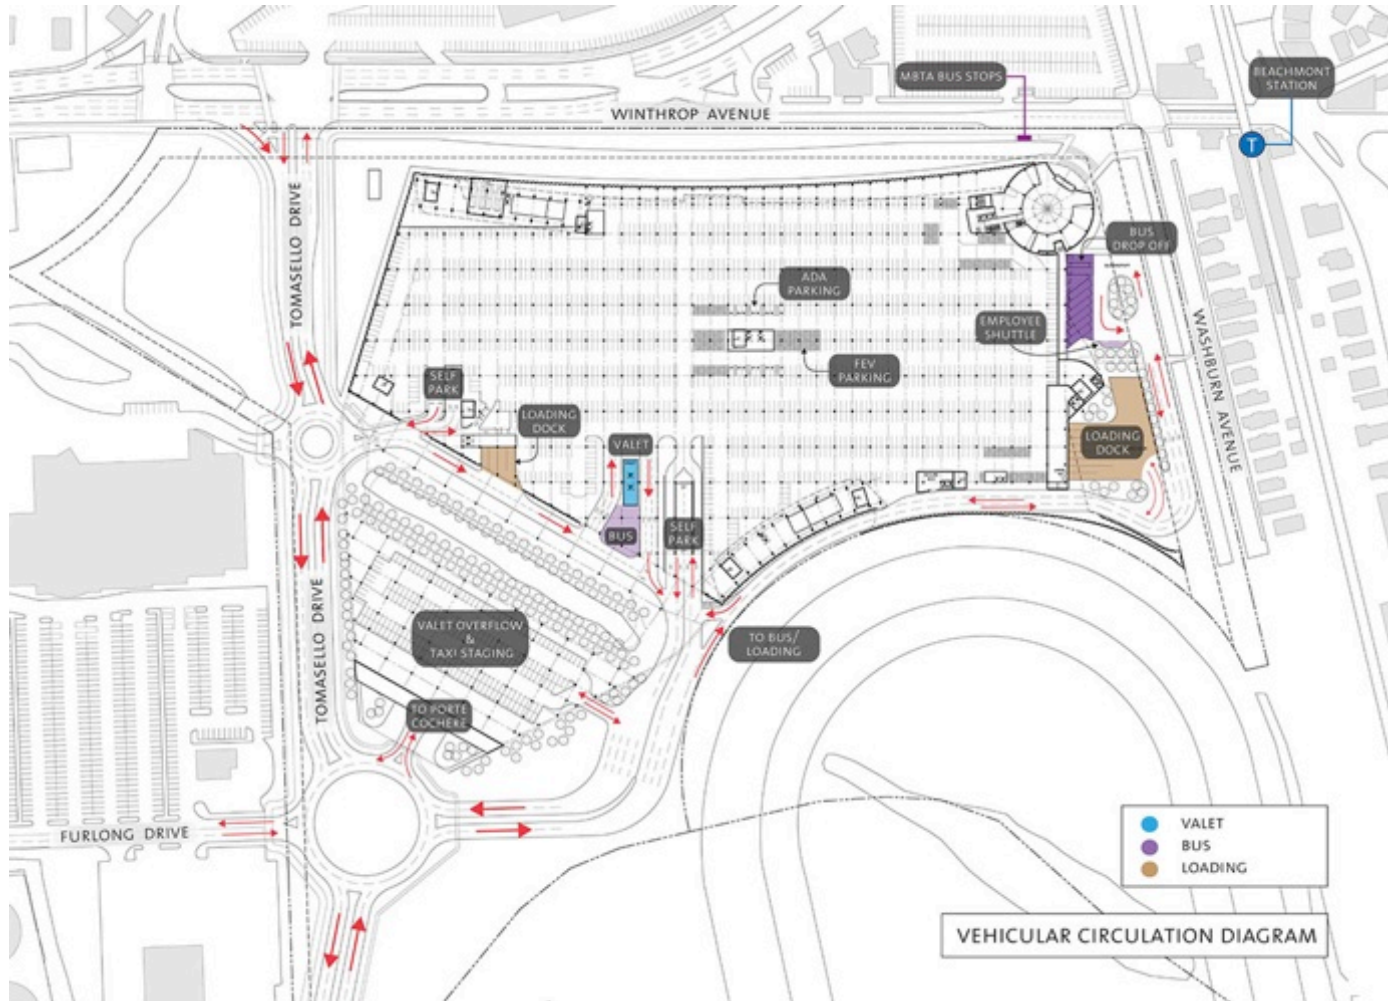 MBTA BUS STOPS
BEACHMONT
STATION
WINTHROP AVENUE
T
TOMASELLO DRIVE
BUS
DROP OFF
ADA
PARKING
EMPLOYEE
SHUTTLE
WASHBURN AVENUE
FEV
PARKING
SELF
PARK
LOADING
DOCK
VALET
LOADING
DOCK
BUS
SELF
PARK
TOMASELLO DRIVE
VALET OVERFLOW
&
TAXI STAGING
TO BUS/
LOADING
TO PORTE
COCHERE
FURLONG DRIVE
VALET
BUS
LOADING
VEHICULAR CIRCULATION DIAGRAM